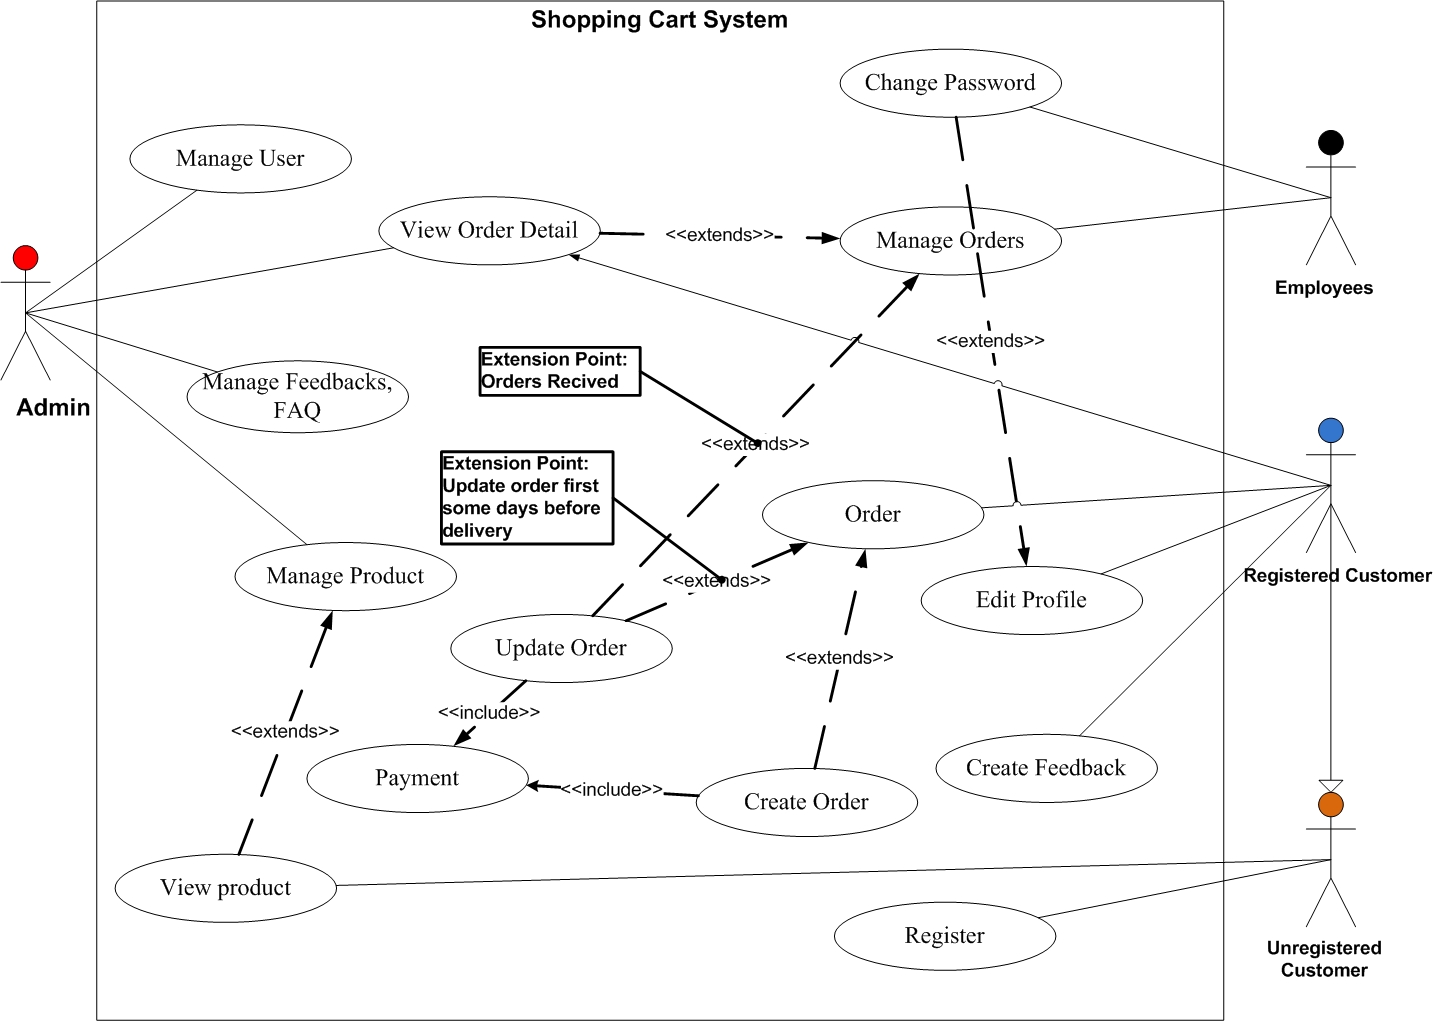 Shopping Cart System
Change Password
Manage User
View Order Detail
<<extends>>
Manage Orders
Employees
<<extends>>
Extension Point:
Orders Recived
Manage Feedbacks,
FAQ
Admin
<<extends>>
Extension Point:
Update order first
some days before
delivery
Order
Manage Product
<<extends>>
Registered Customer
Edit Profile
Update Order
<<extends>>
<<include>>
<<extends>>
Payment
<<include>>
Create Order
Create Feedback
View product
Register
Unregistered
Customer